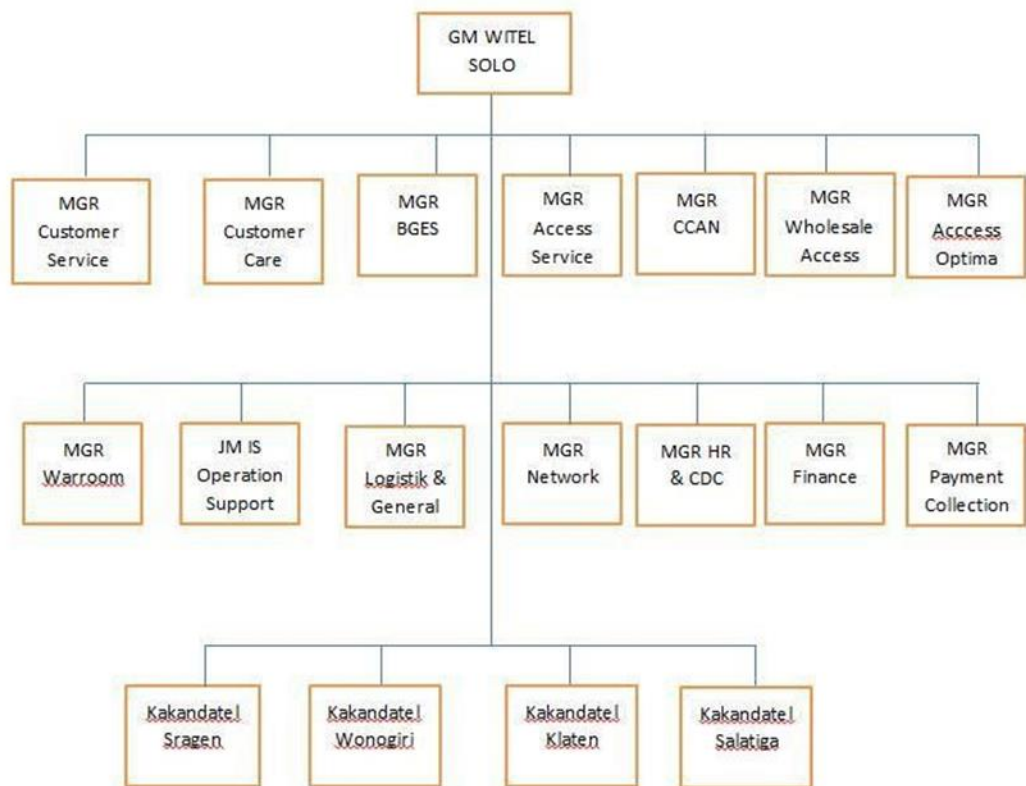 GM WITEL
SOLO
MGR
Customer
Service
MGR
Customer
Care
MGR
BGES
MGR
Access
Service
MGR
CCAN
MGR
Wholesale
Access
MGR
Acccess
Optima
MGR
Warroom
JM IS
Operation
Support
MGR
Logistik &
General
MGR
Network
MGR HR
& CDC
MGR
Finance
MGR
Payment
Collection
Kakandatel
Sragen
Kakandatel
Wonogiri
Kakandatel
Klaten
Kakandatel
Salatiga